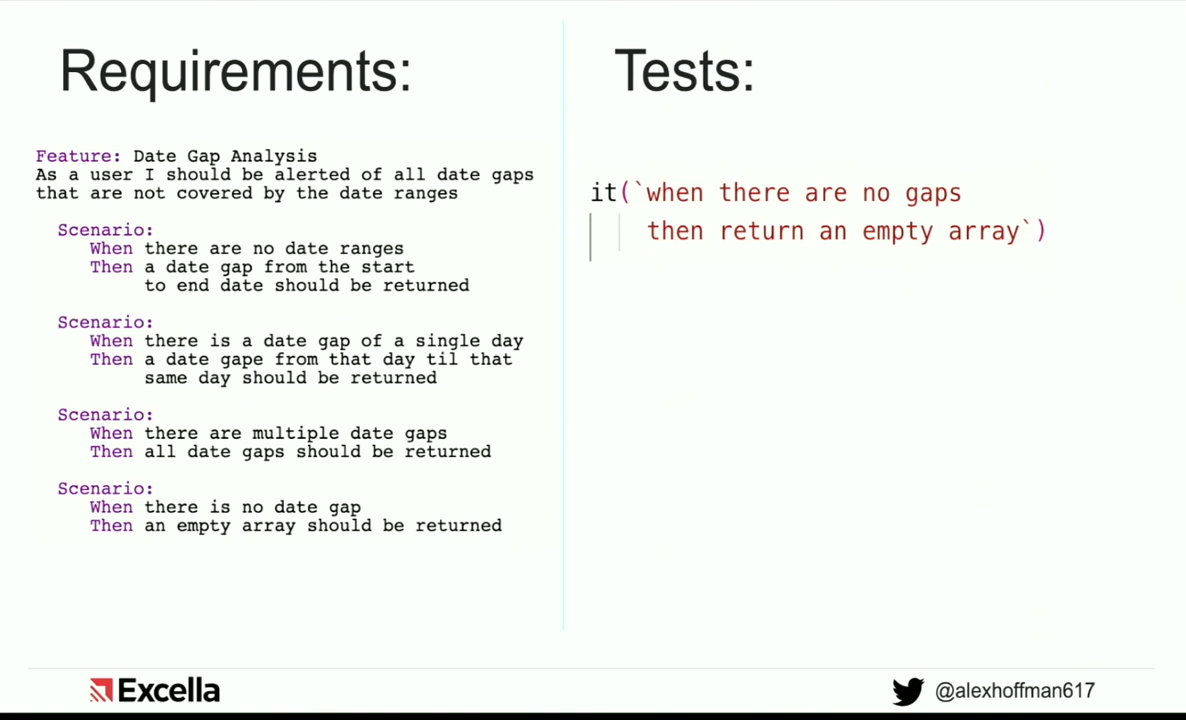 Requirements:
Feature: Date Gap Analysis
As a user I should be alerted of all date gaps
that are not covered by the date ranges
Scenario:
When there are no date ranges
Then a date gap from the start
to end date should be returned
Scenario:
When there is a date gap of a single day
Then a date gape from that day til that
same day should be returned
Scenario:
When there are multiple date gaps
Then all date gaps should be returned
Scenario:
When there is no date gap
Then an empty array should be returned
Tests:
it(`when there are no gaps
then return an empty array`)
Excella
@alexhoffman617